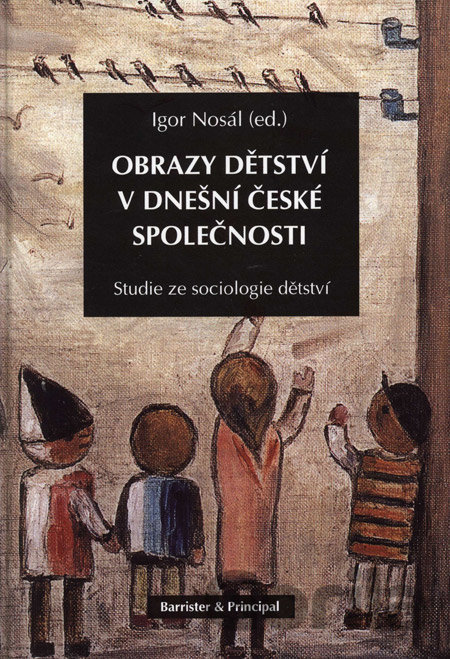 Igor Nosál (ed.)
OBRAZY DĚTSTVÍ
V DNEŠNÍ ČESKÉ
SPOLEČNOSTI
Studie ze sociologie dětství
Barrister & Principal